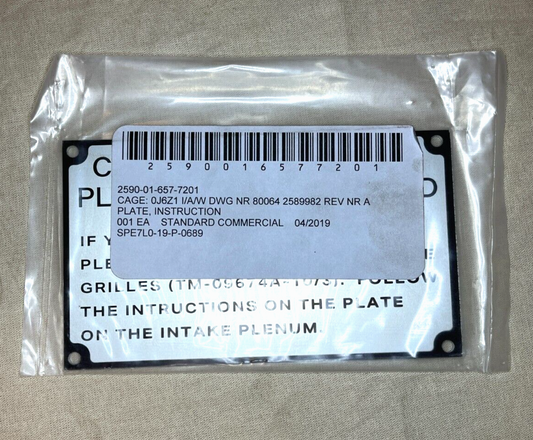 2590016577201
2590-01-657-7201
CAGE: 0J6Z1 I/A/W DWG NR 80064 2589982 REV NR A
PLATE, INSTRUCTION
001 EA STANDARD COMMERCIAL 04/2019
SPE7L0-19-P-0689
IF
GRILLES (TM-09674A-10/3). FOLLOW
THE INTRUCTIONS ON THE PLATE
ON THE INTAKE PLENUM.